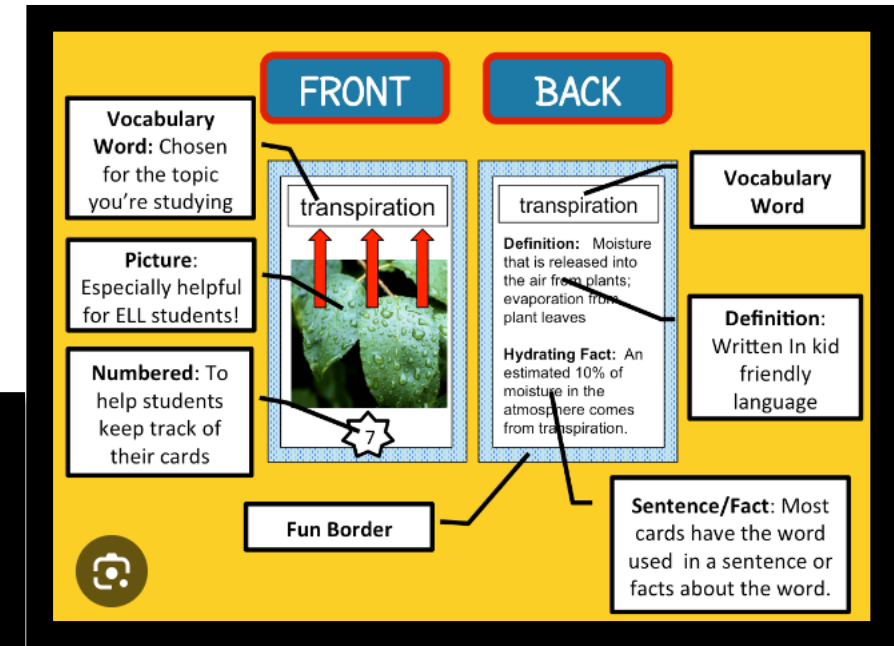 FRONT
BACK
Vocabulary
Word: Chosen
for the topic
you're studying
Picture:
Especially helpful
for ELL students!
Numbered: To
help students
keep track of
their cards
transpiration
7
transpiration
Definition: Moisture
that is released into
the air from plants;
evaporation from
plant leaves
Hydrating Fact: An
estimated 10% of
moisture in the
atmosphere comes
from transpiration.
Vocabulary
Word
Definition:
Written In kid
friendly
language
Fun Border
Sentence/Fact: Most
cards have the word
used in a sentence or
facts about the word.